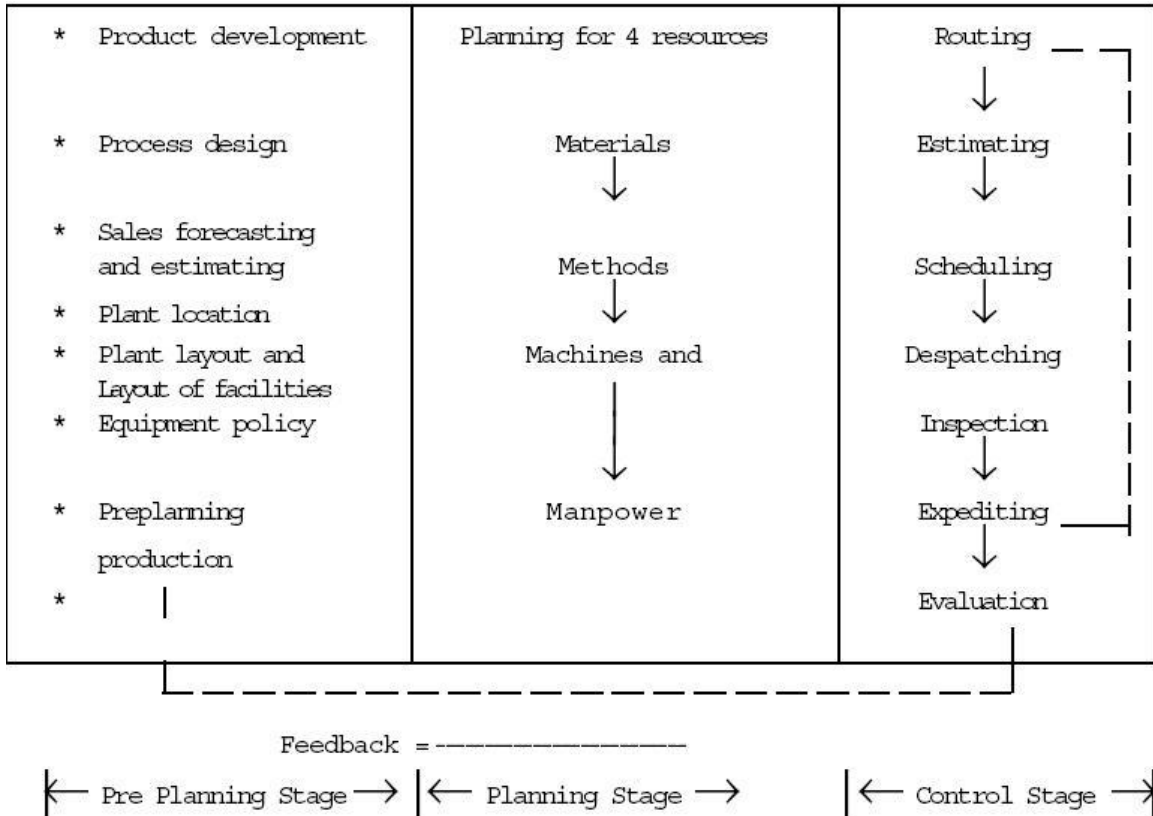 * Product development
Planning for 4 resources
Routing
* Process design
Materials
Estimating
* Sales forecasting
and estimating
Methods
Scheduling
* Plant location
* Plant layout and
Layout of facilities
Machines and
Despatching
* Equipment policy
Inspection
* Preplanning
production
Manpower
Expediting
*
Evaluation
Feedback = ----------------------
Pre Planning Stage
Planning Stage
Control Stage